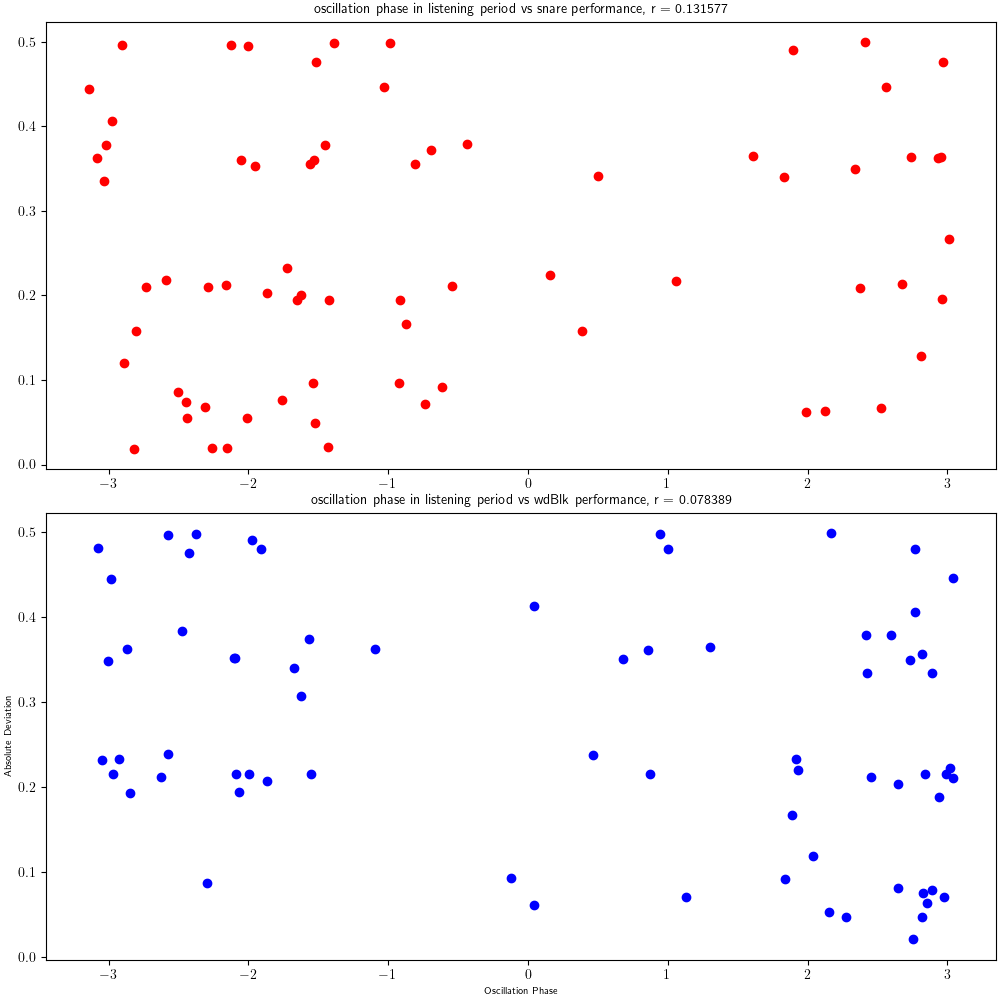 oscillation phase in listening period vs snare performance, r = 0.131577
0.5
0.4
0.3
0.2
0.1
0.0
−3 −2 −1 0 1 2 3
oscillation phase in listening period vs wdBlk performance, r = 0.078389
Absolute Deviation
0.5
0.4
0.3
0.2
0.1
0.0
−3 −2 −1 0 1 2 3
Oscillation Phase